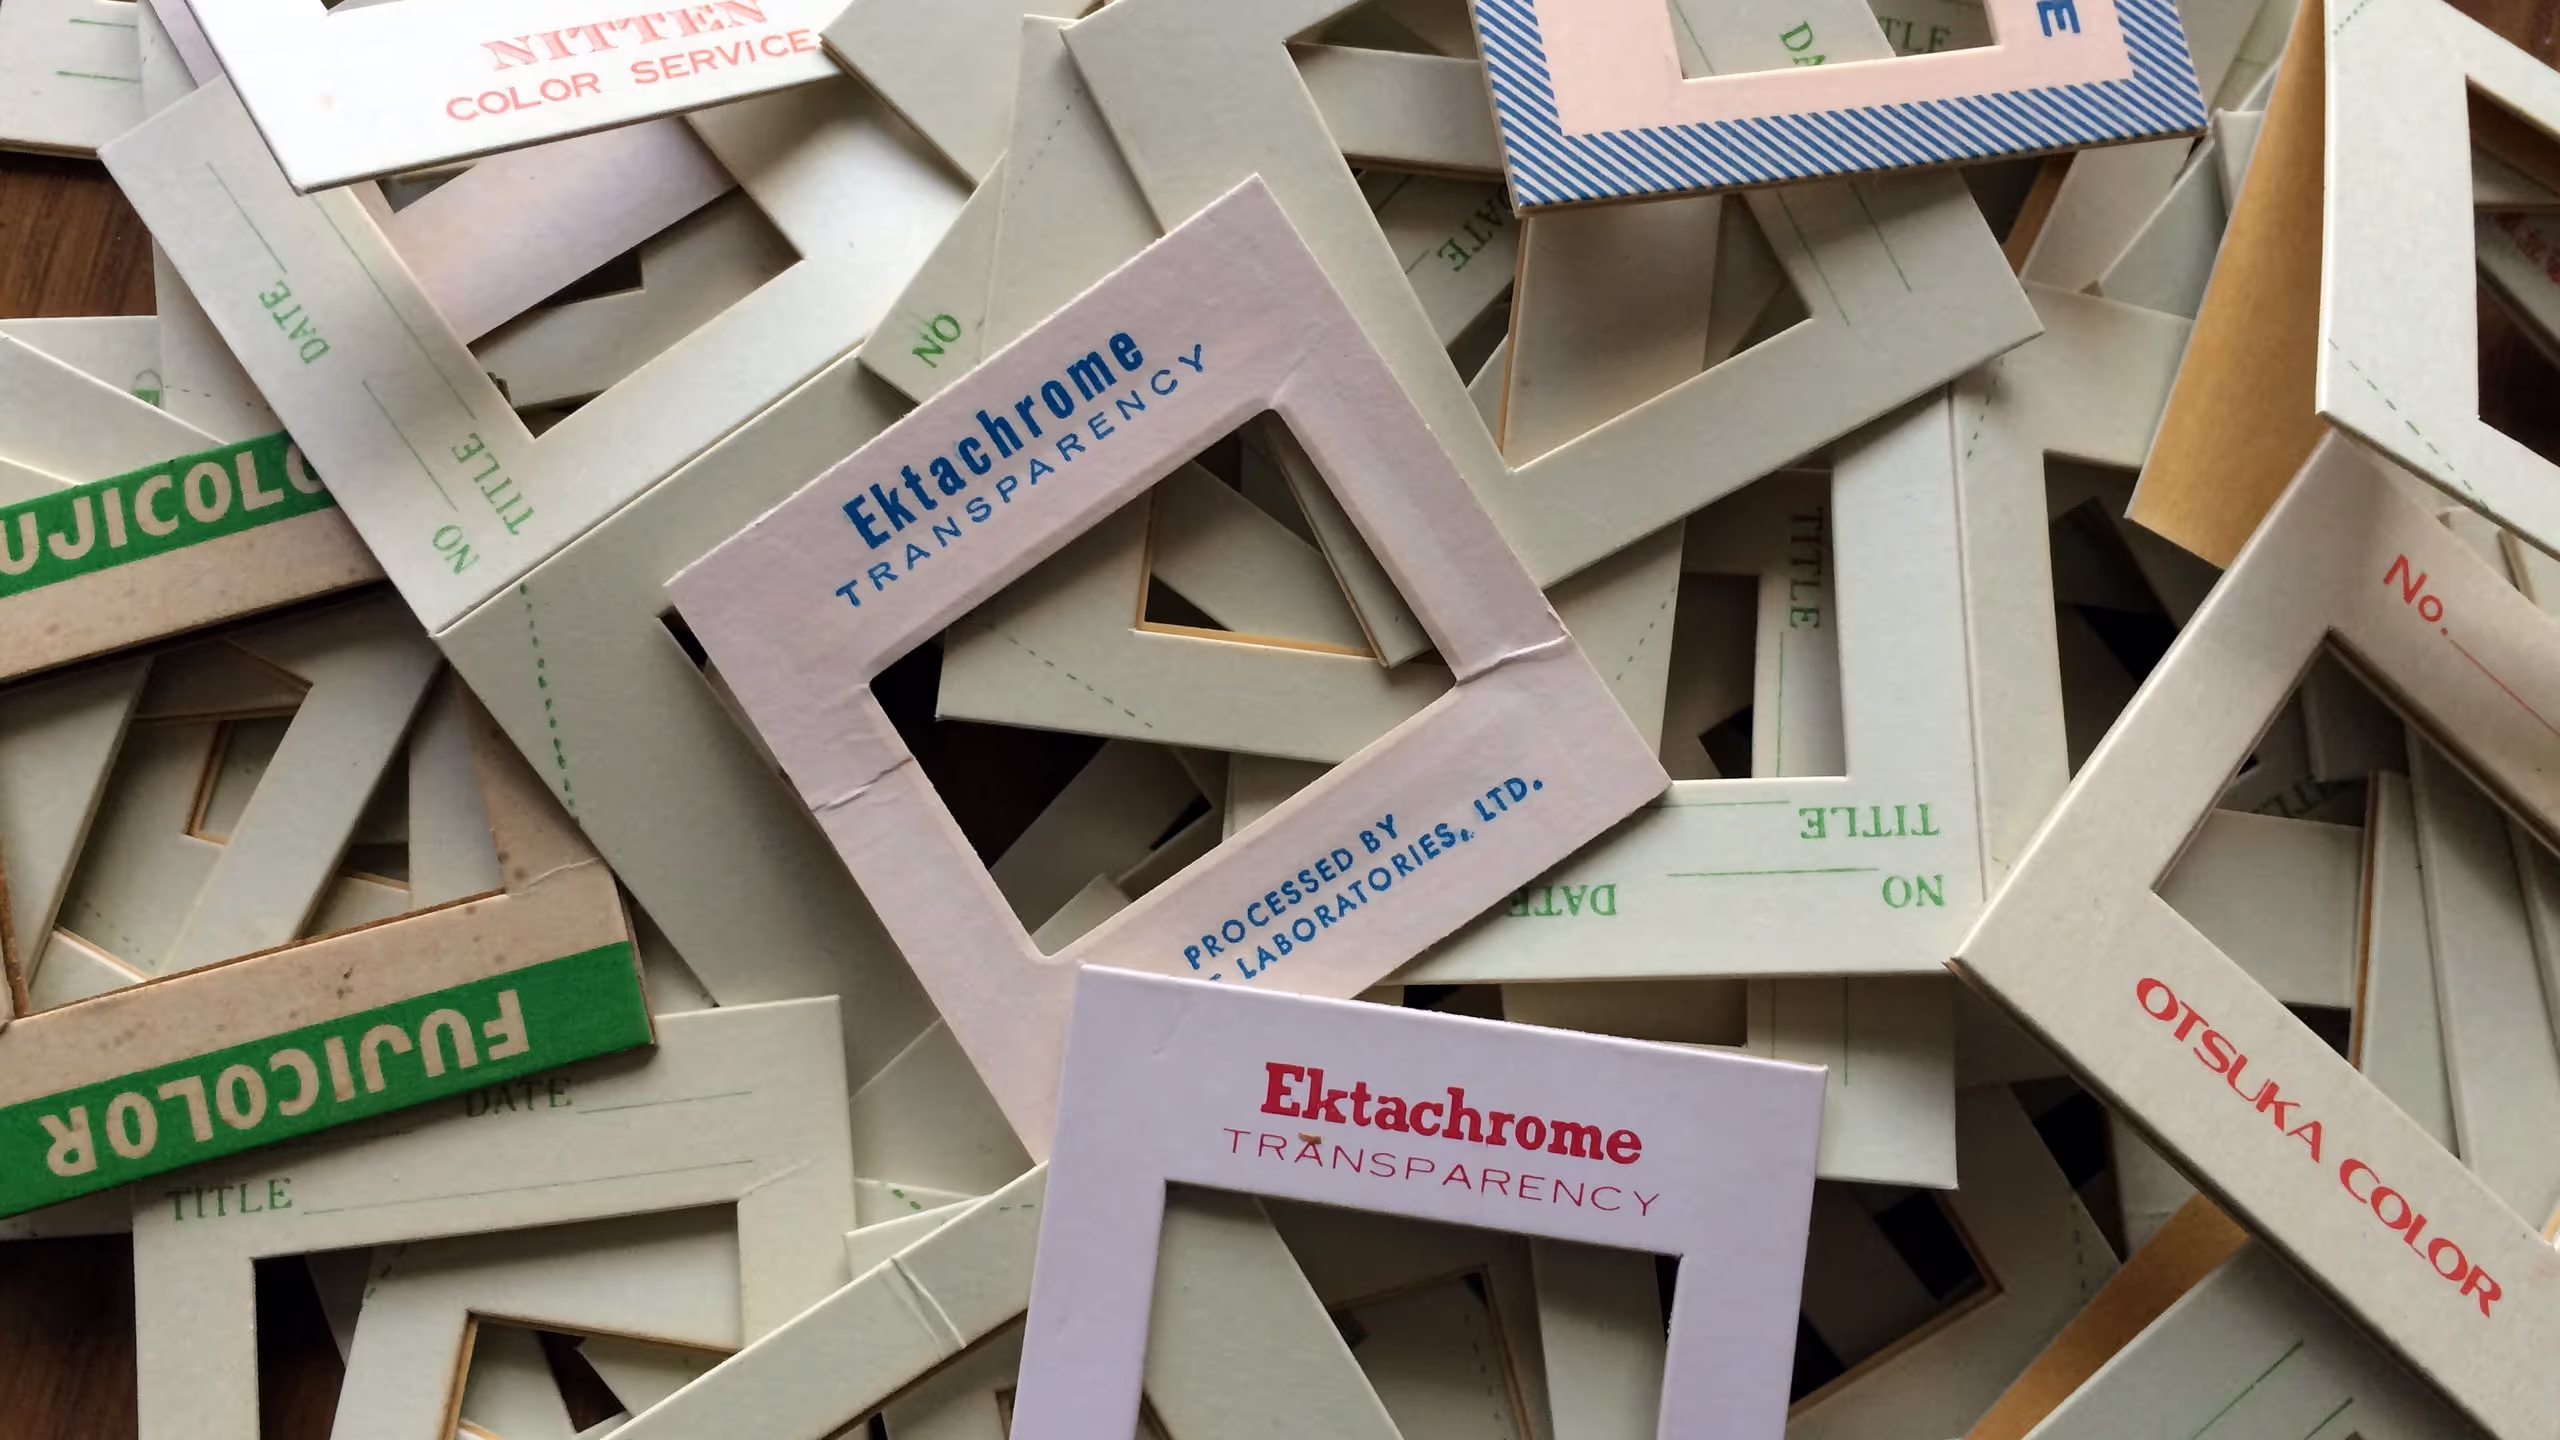 NITTEN
COLOR SERVICE
E
DATE
TITLE
NO
NO
DATE
Ektachrome
TRANSPARENCY
PROCESSED BY
LABORATORIES, LTD.
UJICOLO
FUJICOLOR
TITLE
TITLE
NO
DATE
No.
OTSUKA COLOR
DATE
TITLE
Ektachrome
TRANSPARENCY